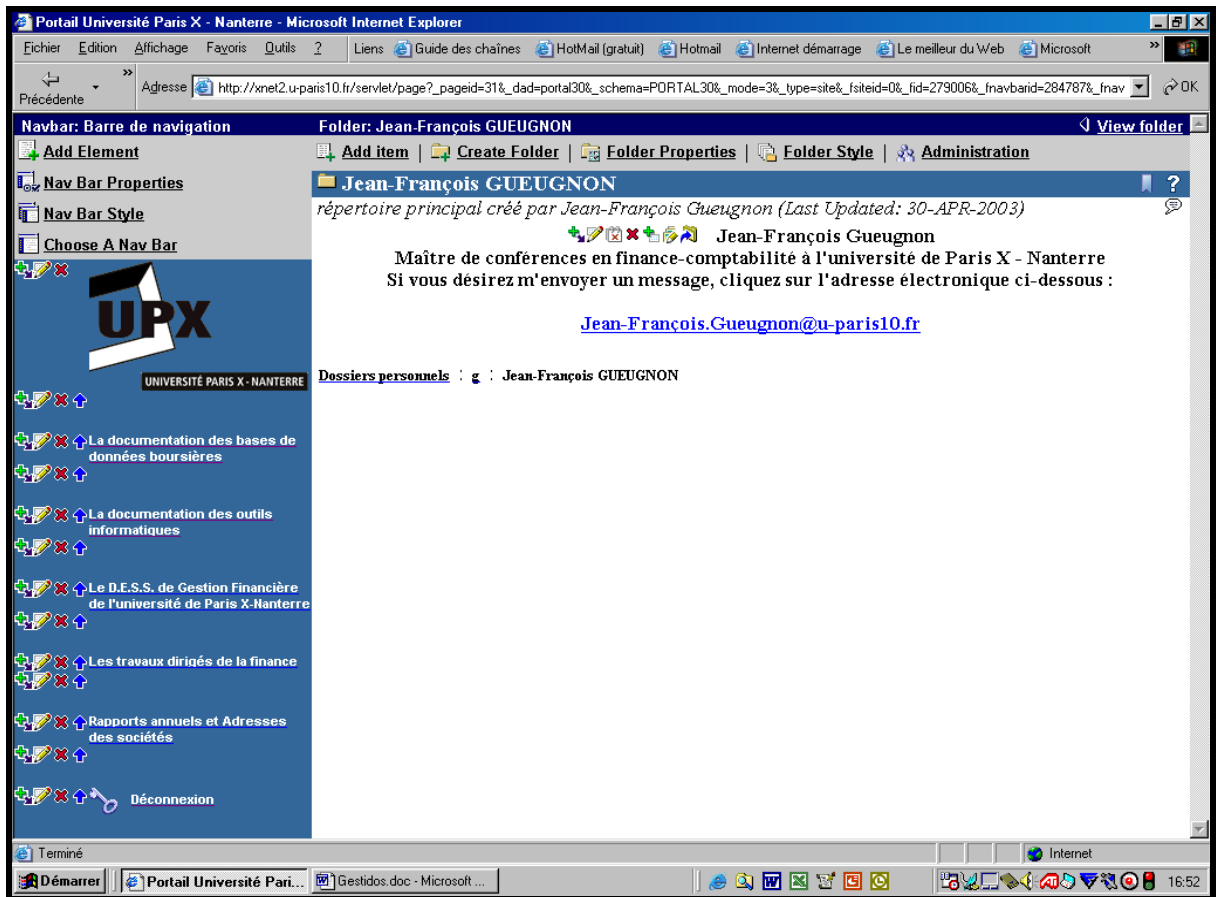 Portail Université Paris X - Nanterre - Microsoft Internet Explorer
Eichier Edition Affichage Favoris Outils ? Liens Guide des chaînes HotMail (gratuit) Hotmail Internet démarrage Le meilleur du Web Microsoft »
Précédente » Adresse http://xnet2.u-paris10.fr/servlet/page?_pageid=31&_dad=portal30&_schema=PORTAL30&_mode=3&_type=site&_fsiteid=0&_fid=279006&_fnavbarid=284787&_fnav OK
Navbar: Barre de navigation Folder: Jean-François GUEUGNON View folder
Add Element Add item | Create Folder | Folder Properties | Folder Style | Administration
Nav Bar Properties
Nav Bar Style
Choose A Nav Bar
Jean-François GUEUGNON ?
répertoire principal créé par Jean-François Gueugnon (Last Updated: 30-APR-2003)
Jean-François Gueugnon
Maître de conférences en finance-comptabilité à l'université de Paris X - Nanterre
Si vous désirez m'envoyer un message, cliquez sur l'adresse électronique ci-dessous :
Jean-François.Gueugnon@u-paris10.fr
Dossiers personnels : g : Jean-François GUEUGNON
UPX
UNIVERSITÉ PARIS X - NANTERRE
La documentation des bases de
données boursières
La documentation des outils
informatiques
Le D.E.S.S. de Gestion Financière
de l'université de Paris X-Nanterre
Les travaux dirigés de la finance
Rapports annuels et Adresses
des sociétés
Déconnexion
Terminé Internet
Démarrer Portail Université Pari... Gestidos.doc - Microsoft ... 16:52